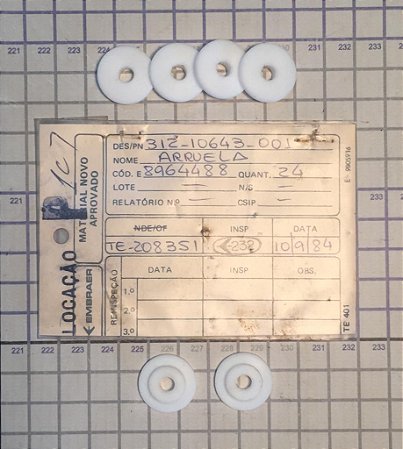 221 222 223 224 225 226 227 228 229 230 231 232 233
DES/PN 312-10643-001
NOME ARRUELA
CÓD. E 8964488 QUANT. 24
LOTE — N/S —
RELATÓRIO Nº — CSIP —
NDE/OF INSP DATA
TE-208351 C-232 10/9/84
DATA INSP OBS.
REINSPEÇÃO
1.º
2.º
3.º
MATERIAL NOVO
APROVADO
LOCAÇÃO
EMBRAER
TE 401
221 222 223 224 225 226 227 228 229 230 231 232 233